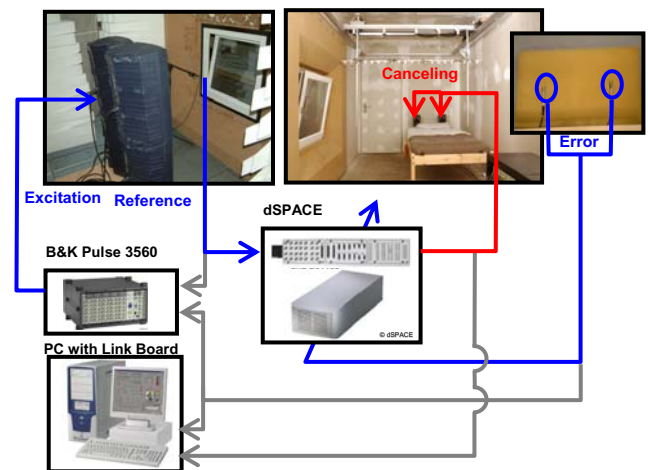 Canceling
Error
Excitation
Reference
dSPACE
B&K Pulse 3560
© dSPACE
PC with Link Board